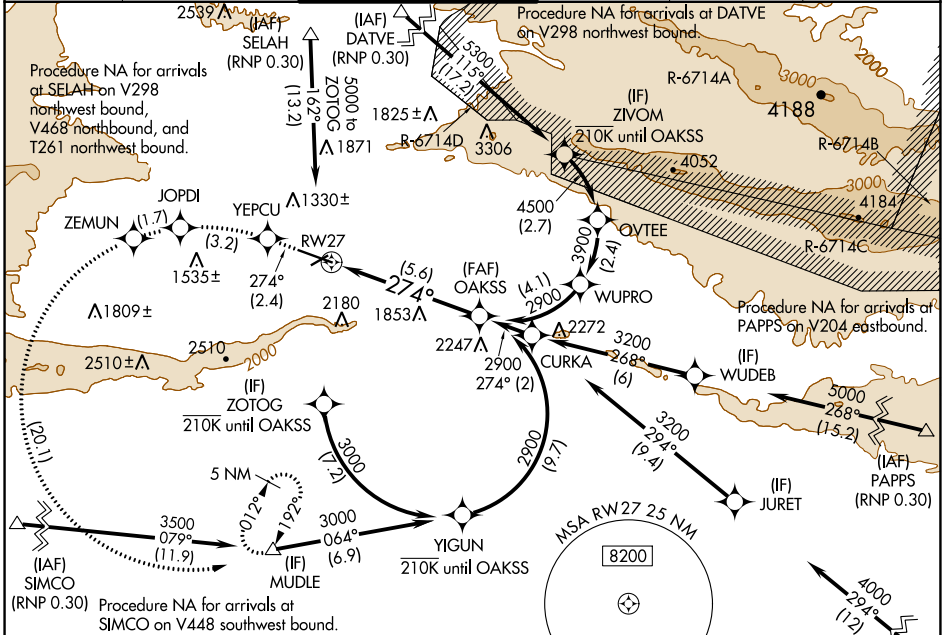 2539
(IAF)
SELAH
(RNP 0.30)
(IAF)
DATVE
(RNP 0.30)
Procedure NA for arrivals at DATVE
on V298 northwest bound.
Procedure NA for arrivals
at SELAH on V298
northwest bound,
V468 northbound, and
T261 northwest bound.
5000 to
ZOTOG
162°
(13.2)
5300
115°
(17.2)
R-6714A
3000
2000
4188
(IF)
ZIVOM
210K until OAKSS
1825 ±
1871
R-6714D
3306
R-6714B
4052
3000
4184
R-6714C
1330 ±
JOPDI
ZEMUN
(1.7)
YEPCU
(3.2)
RW27
4500
(2.7)
OVTEE
3900
(2.4)
1535 ±
274°
(2.4)
(5.6)
274°
(FAF)
OAKSS
(4.1)
2900
WUPRO
1809 ±
2180
1853
Procedure NA for arrivals at
PAPPS on V204 eastbound.
2510 ±
2510
2000
2247
2272
CURKA
2900
274° (2)
3200
268°
(6)
(IF)
WUDEB
(IF)
ZOTOG
210K until OAKSS
5000
268°
(15.2)
(IAF)
PAPPS
(RNP 0.30)
3000
(7.2)
2900
(9.7)
3200
294°
(9.4)
(IF)
JURET
(20.1)
5 NM
012°
192°
3500
079°
(11.9)
3000
064°
(6.9)
YIGUN
210K until OAKSS
(IF)
MUDLE
(IAF)
SIMCO
(RNP 0.30)
Procedure NA for arrivals at
SIMCO on V448 southwest bound.
MSA RW27 25 NM
8200
4000
294°
(12)